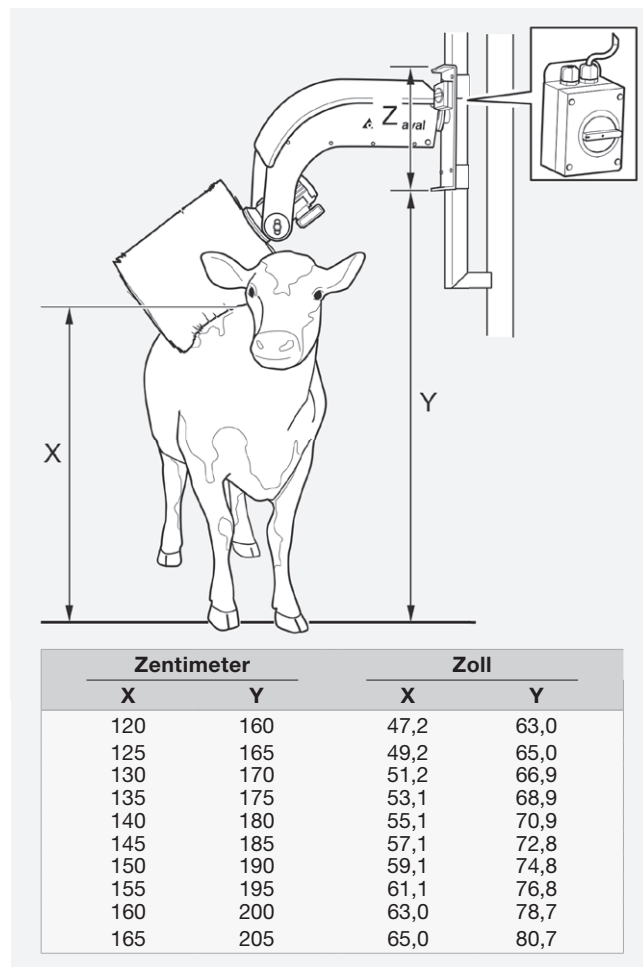 Z
aval
Y
X
Zentimeter Zoll
X Y X Y
120 160 47,2 63,0
125 165 49,2 65,0
130 170 51,2 66,9
135 175 53,1 68,9
140 180 55,1 70,9
145 185 57,1 72,8
150 190 59,1 74,8
155 195 61,1 76,8
160 200 63,0 78,7
165 205 65,0 80,7